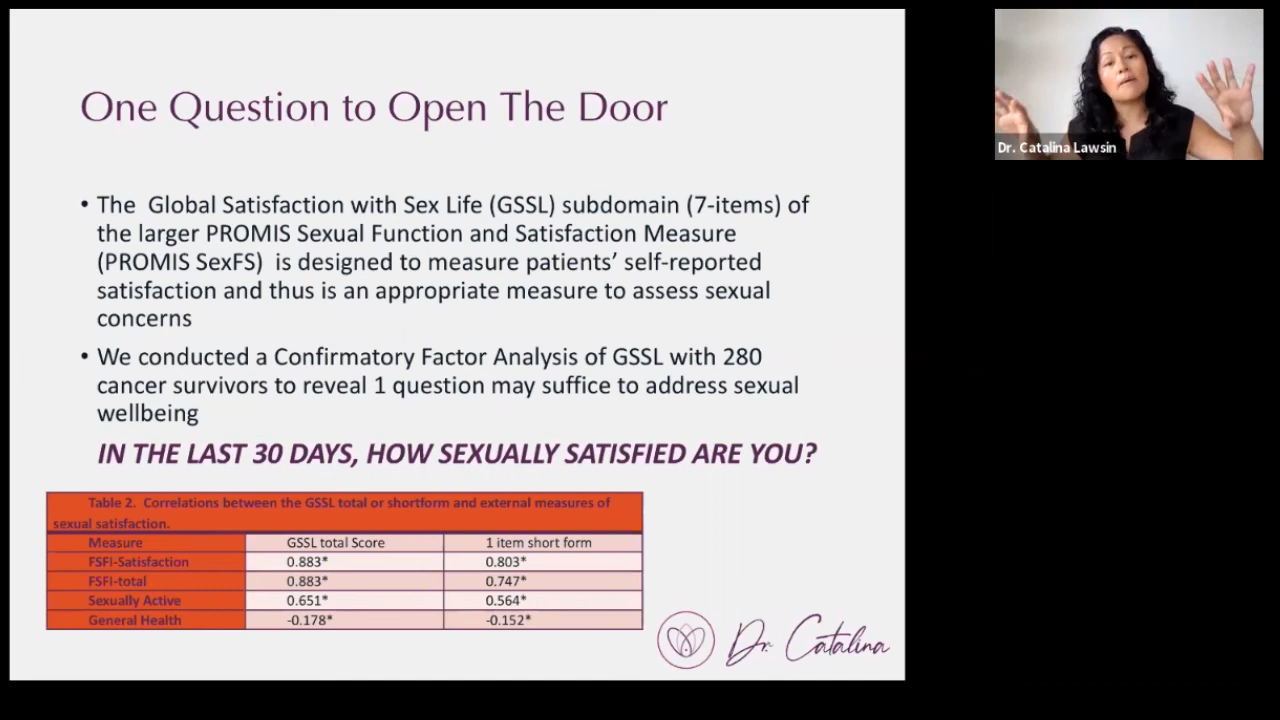 One Question to Open The Door
Dr. Catalina Lawsin
• The Global Satisfaction with Sex Life (GSSL) subdomain (7-items) of
the larger PROMIS Sexual Function and Satisfaction Measure
(PROMIS SexFS) is designed to measure patients’ self-reported
satisfaction and thus is an appropriate measure to assess sexual
concerns
• We conducted a Confirmatory Factor Analysis of GSSL with 280
cancer survivors to reveal 1 question may suffice to address sexual
wellbeing
IN THE LAST 30 DAYS, HOW SEXUALLY SATISFIED ARE YOU?
Table 2. Correlations between the GSSL total or shortform and external measures of
sexual satisfaction.
Measure GSSL total Score 1 item short form
FSFI-Satisfaction 0.883* 0.803*
FSFI-total 0.883* 0.747*
Sexually Active 0.651* 0.564*
General Health -0.178* -0.152*
Dr. Catalina